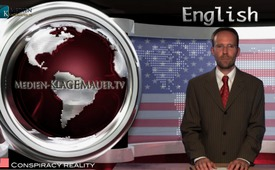 English
MEDIEN-KLAGEMAUER.TV
CONSPIRACY REALITY